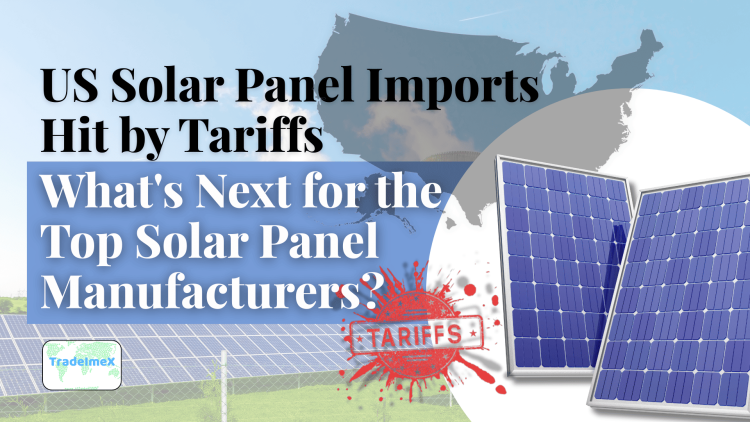 US Solar Panel Imports
Hit by Tariffs
What's Next for the
Top Solar Panel
Manufacturers?
TARIFFS
TradeImeX